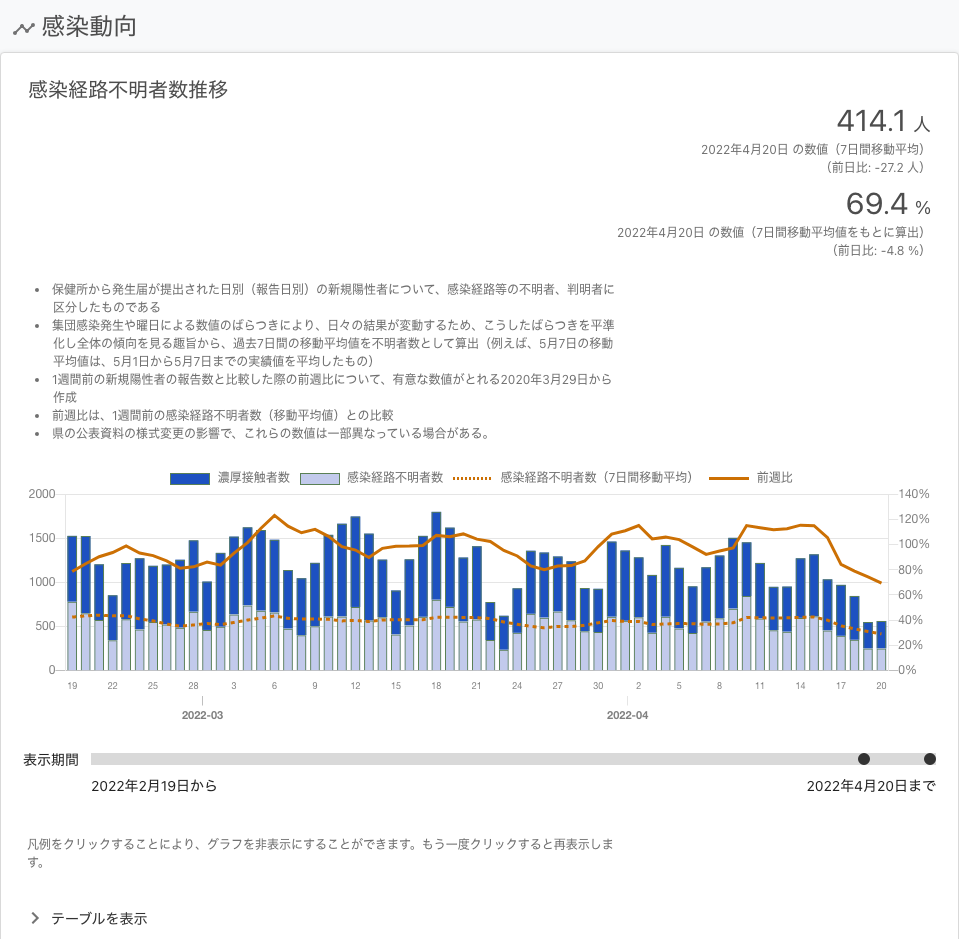 感染動向
感染経路不明者数推移
414.1 人
2022年4月20日 の数値（7日間移動平均）
（前日比: -27.2 人）
69.4 %
2022年4月20日 の数値（7日間移動平均値をもとに算出）
（前日比: -4.8 %）
• 保健所から発生届が提出された日別（報告日別）の新規陽性者について、感染経路等の不明者、判明者に
区分したものである
• 集団感染発生や曜日による数値のばらつきにより、日々の結果が変動するため、こうしたばらつきを平準
化し全体の傾向を見る趣旨から、過去7日間の移動平均値を不明者数として算出（例えば、5月7日の移動
平均値は、5月1日から5月7日までの実績値を平均したもの）
• 1週間前の新規陽性者の報告数と比較した際の前週比について、有意な数値がとれる2020年3月29日から
作成
• 前週比は、1週間前の感染経路不明者数（移動平均値）との比較
• 県の公表資料の様式変更の影響で、これらの数値は一部異なっている場合がある。
濃厚接触者数 感染経路不明者数 感染経路不明者数（7日間移動平均） 前週比
2000 140%
120%
1500
100%
80%
1000
60%
500 40%
20%
0 0%
19 22 25 28 3 6 9 12 15 18 21 24 27 30 2 5 8 11 14 17 20
2022-03 2022-04
表示期間
2022年2月19日から 2022年4月20日まで
凡例をクリックすることにより、グラフを非表示にすることができます。もう一度クリックすると再表示しま
す。
テーブルを表示